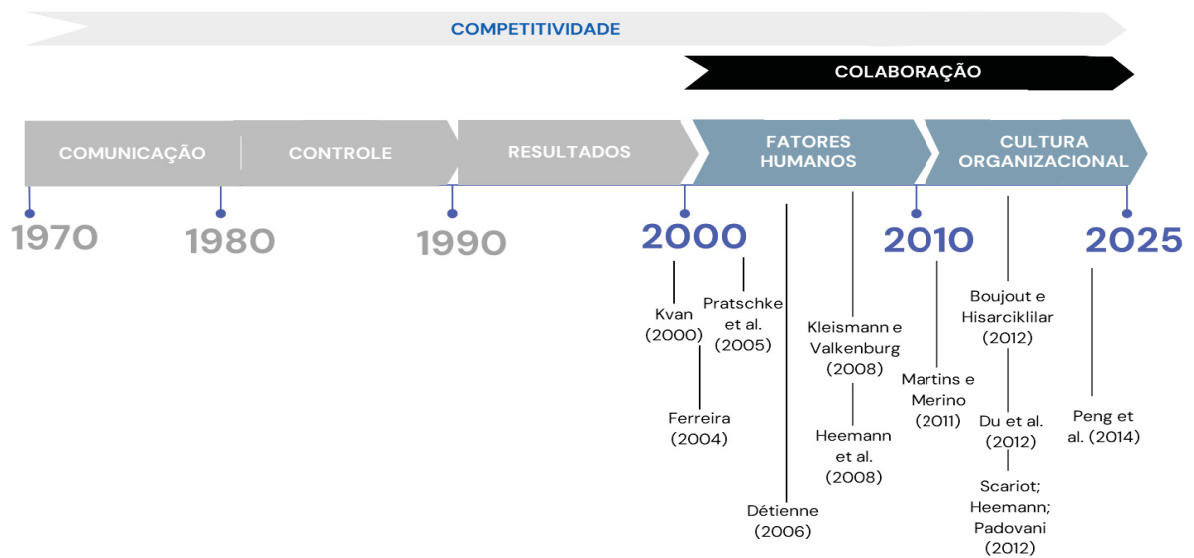 COMPETITIVIDADE
COLABORAÇÃO
COMUNICAÇÃO
CONTROLE
RESULTADOS
FATORES
HUMANOS
CULTURA
ORGANIZACIONAL
1970
1980
1990
2000
2010
2025
Kvan
(2000)
Pratschke
et al.
(2005)
Ferreira
(2004)
Détienne
(2006)
Kleismann e
Valkenburg
(2008)
Heemann
et al.
(2008)
Martins e
Merino
(2011)
Boujout e
Hisarciklilar
(2012)
Du et al.
(2012)
Scariot;
Heemann;
Padovani
(2012)
Peng et
al. (2014)